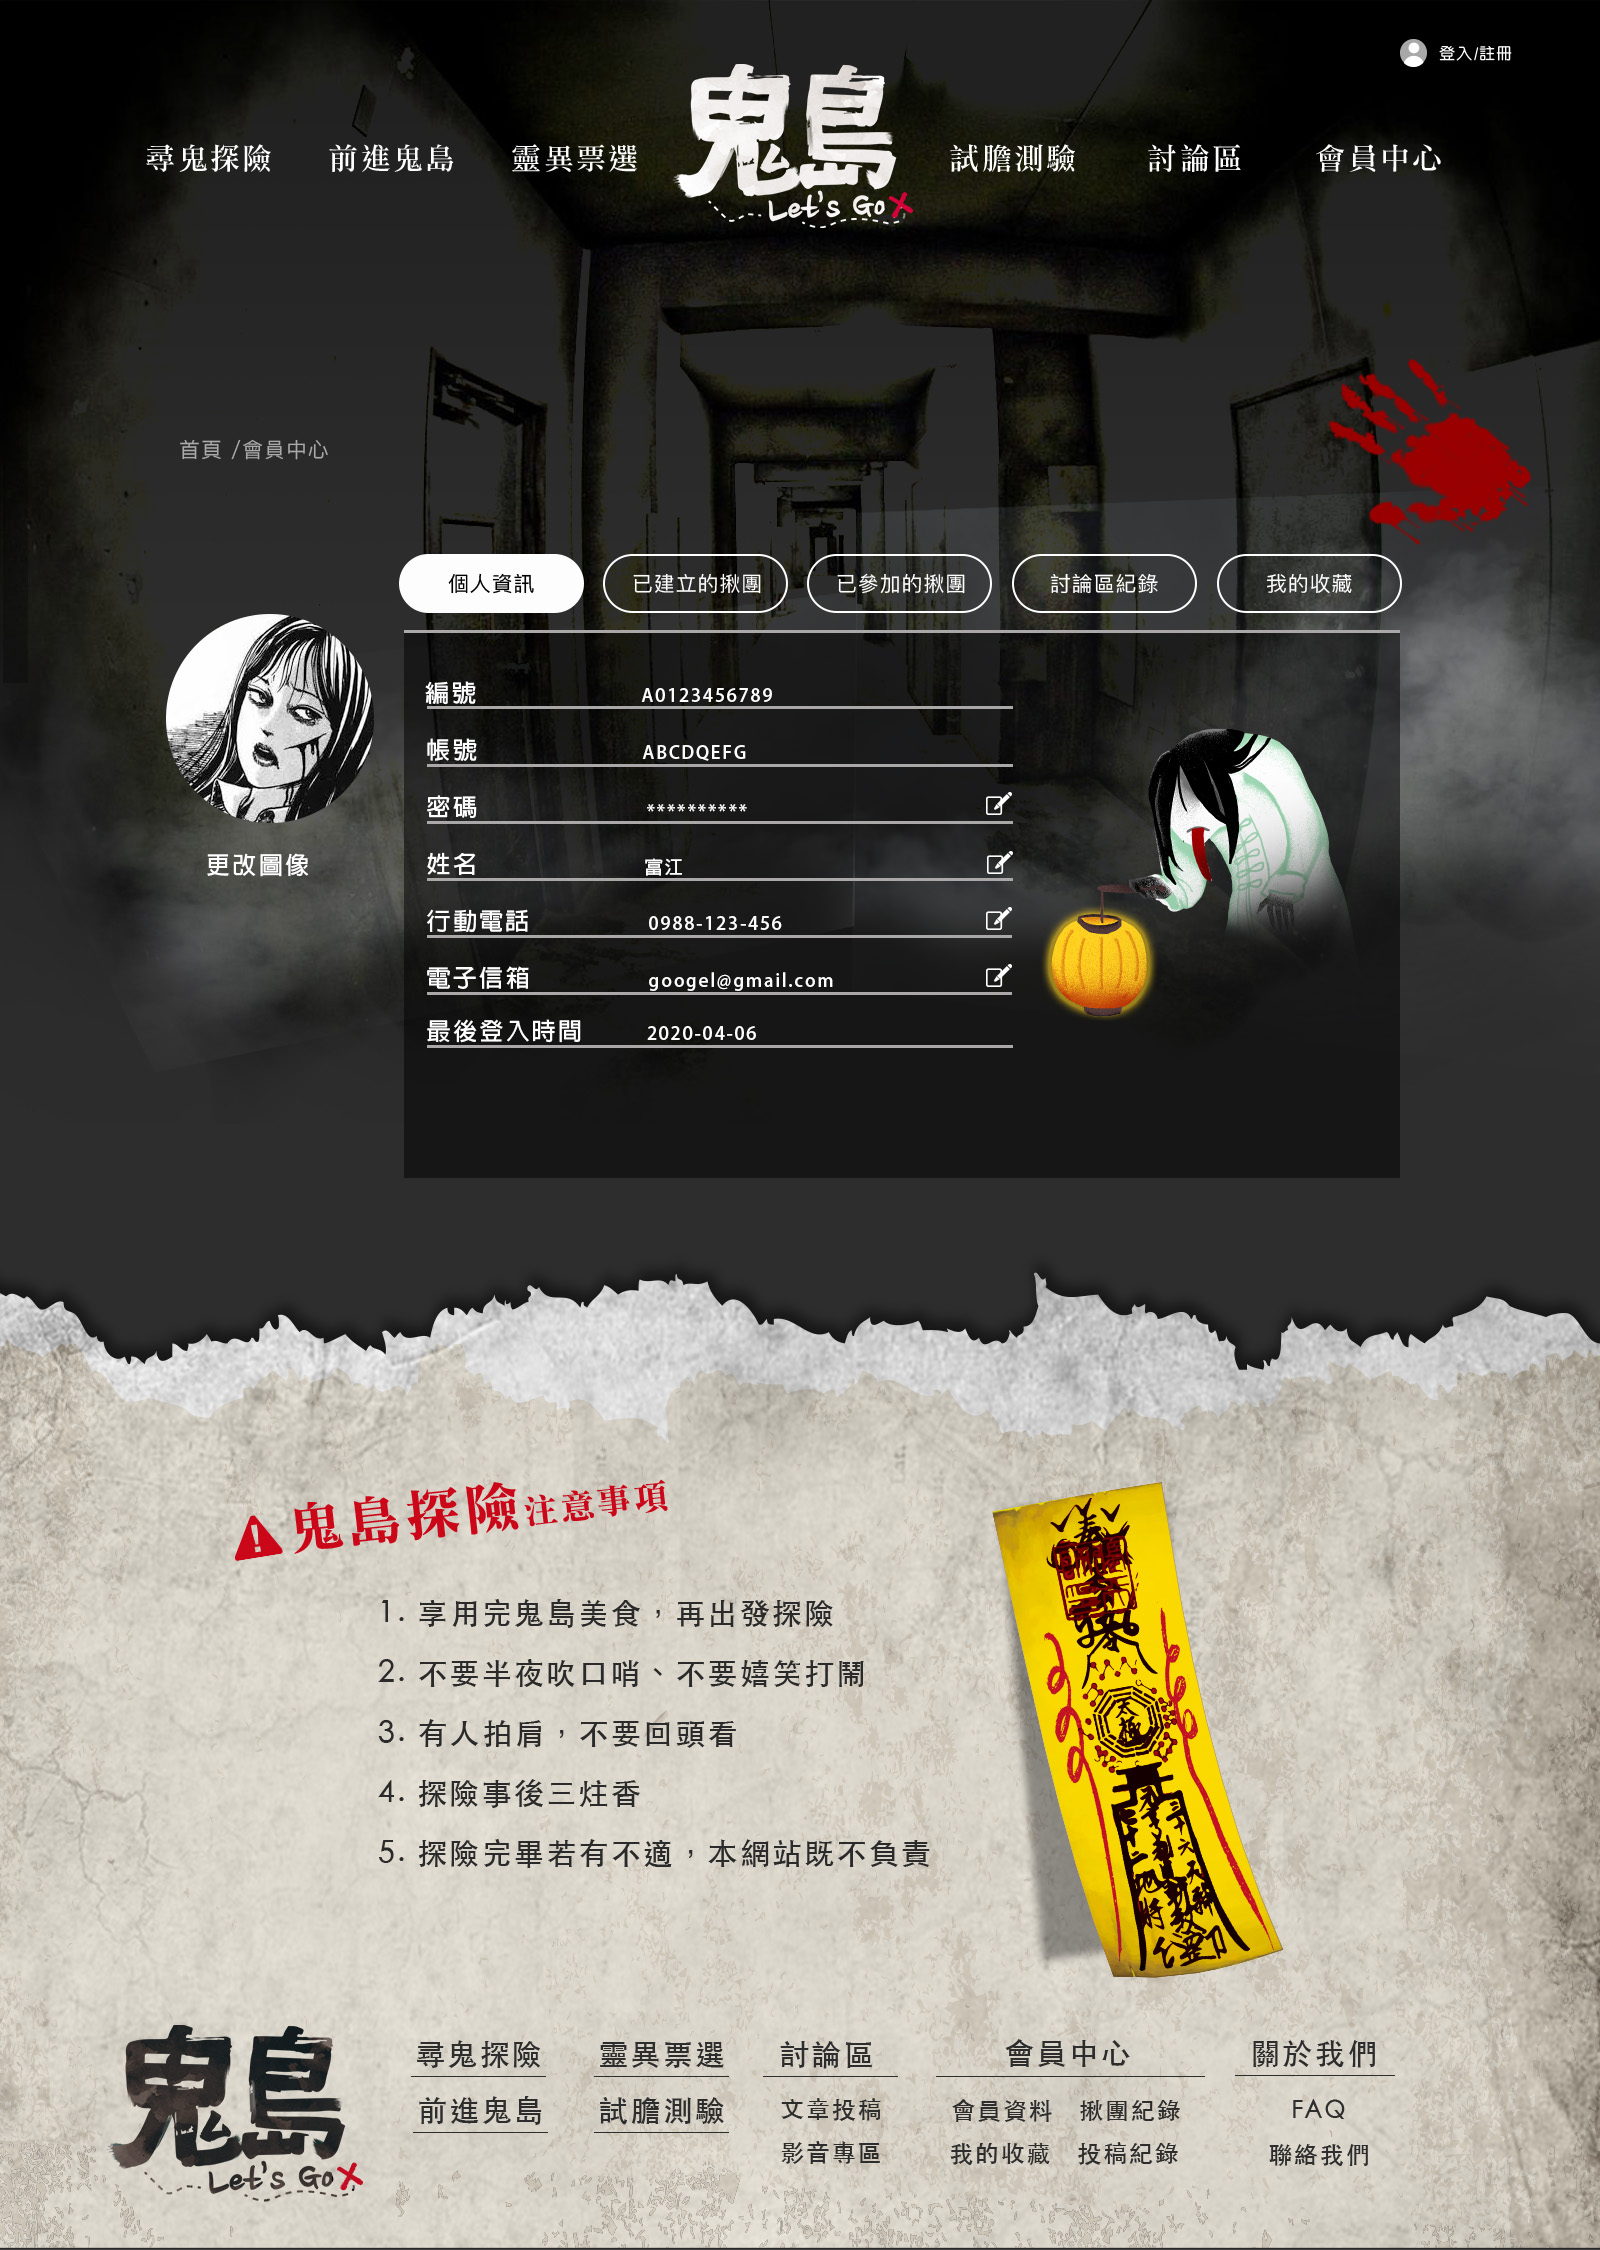 登入/註冊
尋鬼探險 前進鬼島 靈異票選 鬼島 試膽測驗 討論區 會員中心
Let's Go
首頁 /會員中心
個人資訊 已建立的揪團 已參加的揪團 討論區紀錄 我的收藏
編號 A0123456789
帳號 ABCDQEFG
密碼 **********
姓名 富江
行動電話 0988-123-456
電子信箱 googel@gmail.com
最後登入時間 2020-04-06
更改圖像
鬼島探險注意事項
1. 享用完鬼島美食，再出發探險
2. 不要半夜吹口哨、不要嬉笑打鬧
3. 有人拍肩，不要回頭看
4. 探險事後三炷香
5. 探險完畢若有不適，本網站既不負責
太極
三十六天
鬼島
Let's Go
尋鬼探險 靈異票選 討論區 會員中心 關於我們
前進鬼島 試膽測驗 文章投稿 會員資料 揪團紀錄 FAQ
影音專區 我的收藏 投稿紀錄 聯絡我們